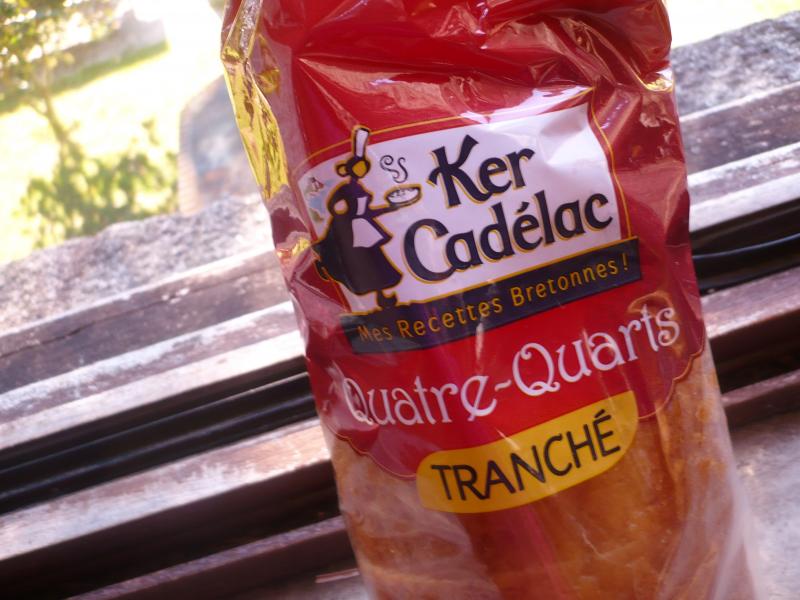 Ker
Cadélac
Mes Recettes Bretonnes !
Quatre-Quarts
TRANCHÉ